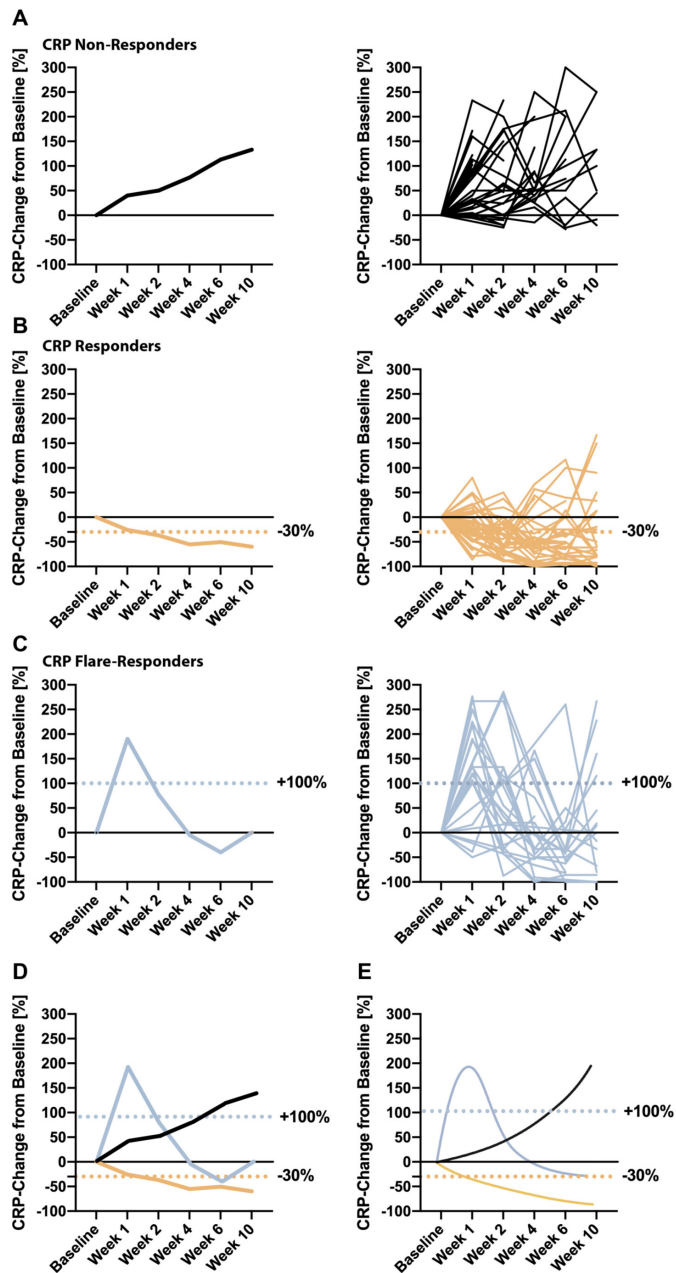 A
CRP Non-Responders
CRP-Change from Baseline [%]
300
250
200
150
100
50
0
-50
-100
Baseline
Week 1
Week 2
Week 4
Week 6
Week 10
CRP-Change from Baseline [%]
300
250
200
150
100
50
0
-50
-100
Baseline
Week 1
Week 2
Week 4
Week 6
Week 10
B
CRP Responders
CRP-Change from Baseline [%]
300
250
200
150
100
50
0
-50
-100
-30%
Baseline
Week 1
Week 2
Week 4
Week 6
Week 10
CRP-Change from Baseline [%]
300
250
200
150
100
50
0
-50
-100
-30%
Baseline
Week 1
Week 2
Week 4
Week 6
Week 10
C
CRP Flare-Responders
CRP-Change from Baseline [%]
300
250
200
150
100
50
0
-50
-100
+100%
Baseline
Week 1
Week 2
Week 4
Week 6
Week 10
CRP-Change from Baseline [%]
300
250
200
150
100
50
0
-50
-100
+100%
Baseline
Week 1
Week 2
Week 4
Week 6
Week 10
D
CRP-Change from Baseline [%]
300
250
200
150
100
50
0
-50
-100
+100%
-30%
Baseline
Week 1
Week 2
Week 4
Week 6
Week 10
E
CRP-Change from Baseline [%]
300
250
200
150
100
50
0
-50
-100
+100%
-30%
Baseline
Week 1
Week 2
Week 4
Week 6
Week 10